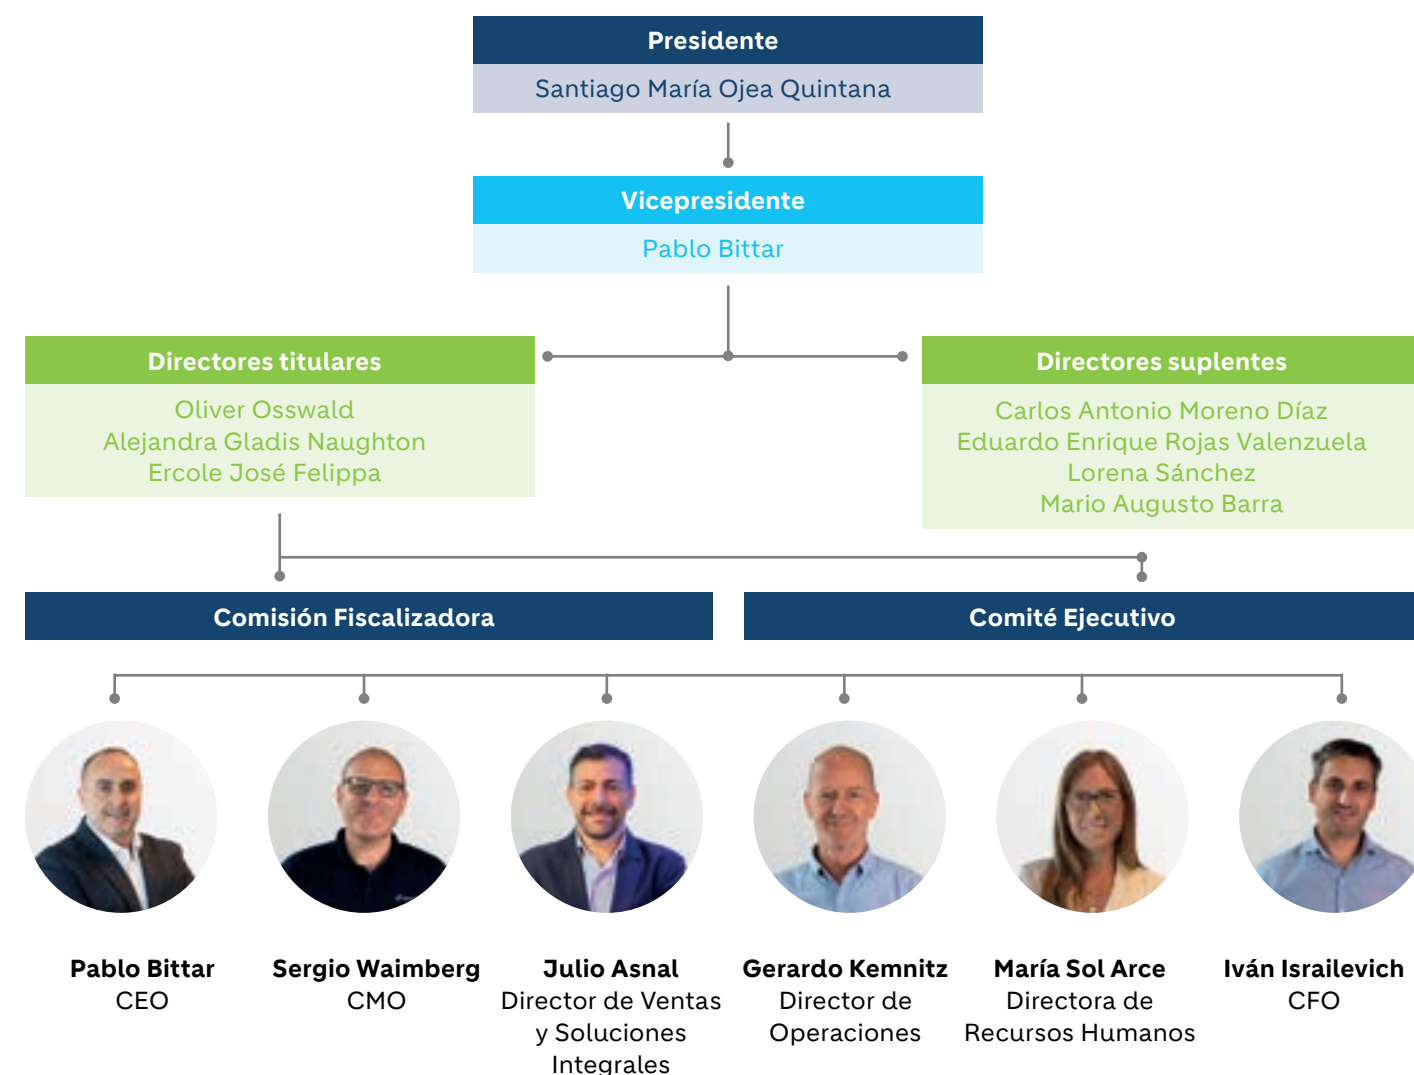 Presidente
Santiago María Ojea Quintana
Vicepresidente
Pablo Bittar
Directores titulares
Oliver Osswald
Alejandra Gladis Naughton
Ercole José Felippa
Directores suplentes
Carlos Antonio Moreno Díaz
Eduardo Enrique Rojas Valenzuela
Lorena Sánchez
Mario Augusto Barra
Comisión Fiscalizadora
Comité Ejecutivo
Pablo Bittar
CEO
Sergio Waimberg
CMO
Julio Asnal
Director de Ventas
y Soluciones
Integrales
Gerardo Kemnitz
Director de
Operaciones
María Sol Arce
Directora de
Recursos Humanos
Iván Israilevich
CFO